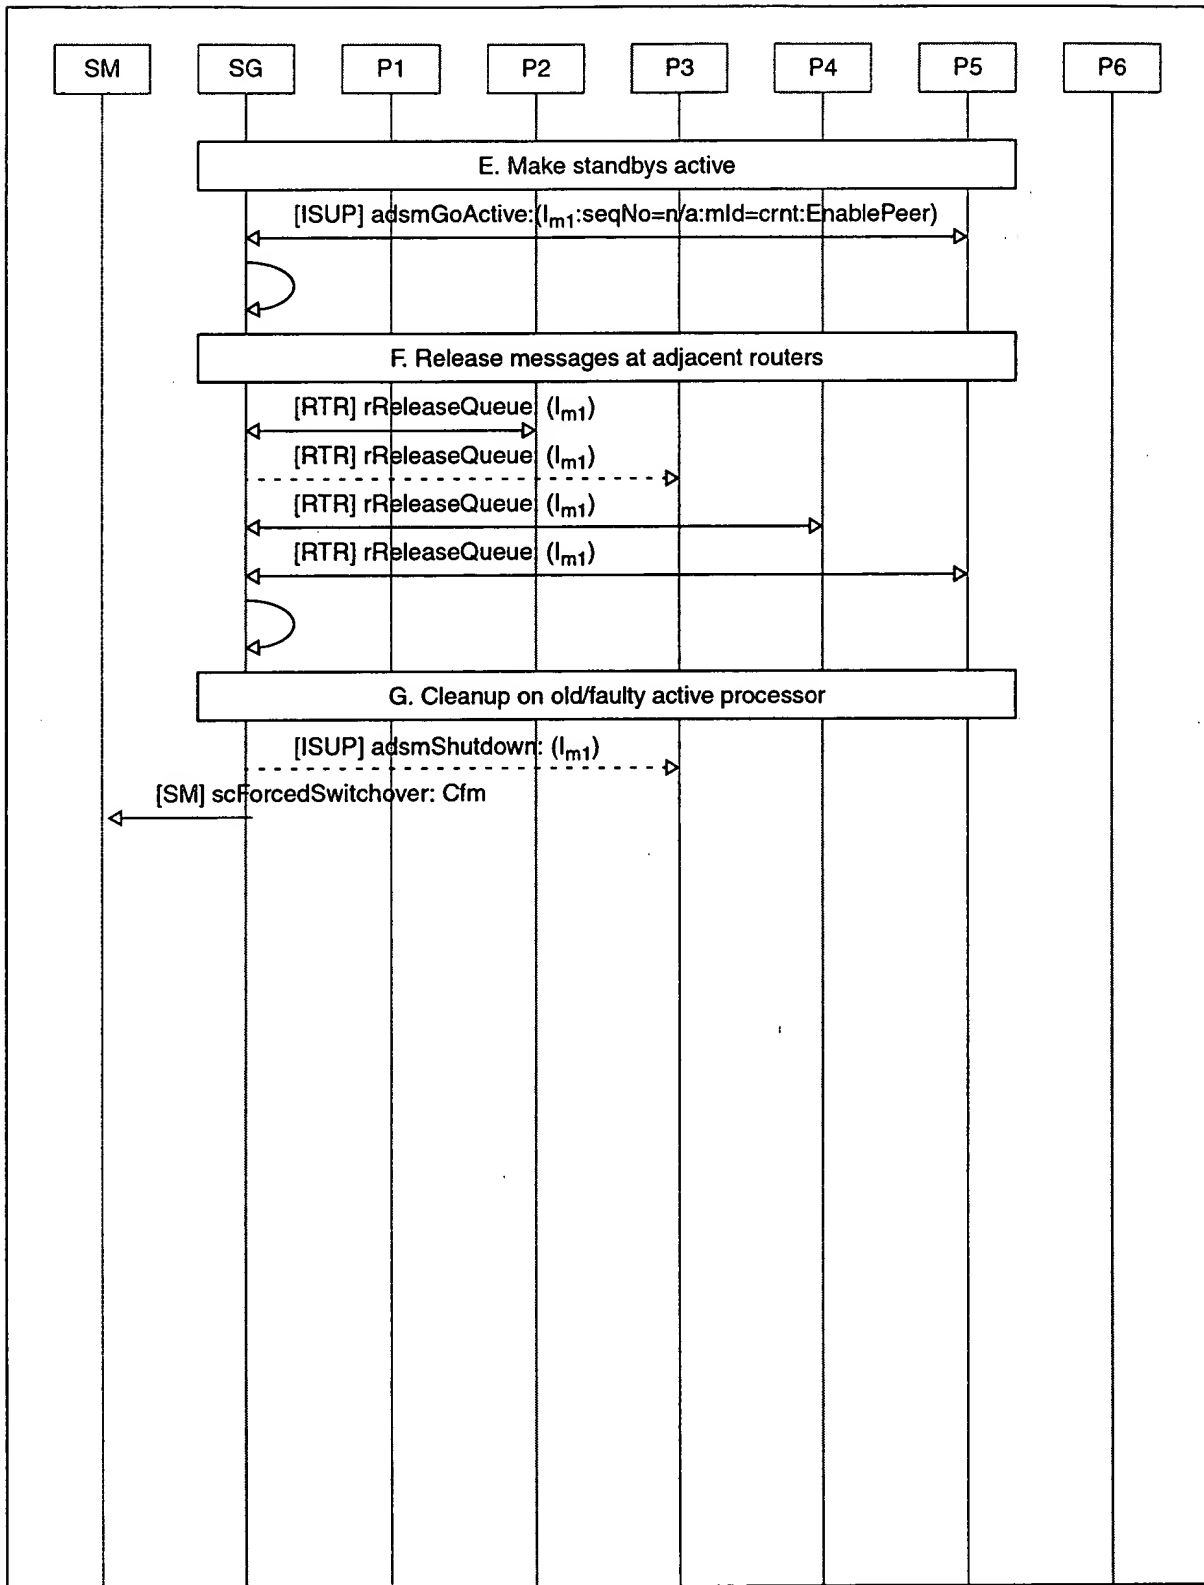 SM SG P1 P2 P3 P4 P5 P6
E. Make standbys active
[ISUP] adsmGoActive:(Im1:seqNo=n/a:mId=crnt:EnablePeer)
F. Release messages at adjacent routers
[RTR] rReleaseQueue: (Im1)
[RTR] rReleaseQueue: (Im1)
[RTR] rReleaseQueue: (Im1)
[RTR] rReleaseQueue: (Im1)
G. Cleanup on old/faulty active processor
[ISUP] adsmShutdown: (Im1)
[SM] scForcedSwitchover: Cfm